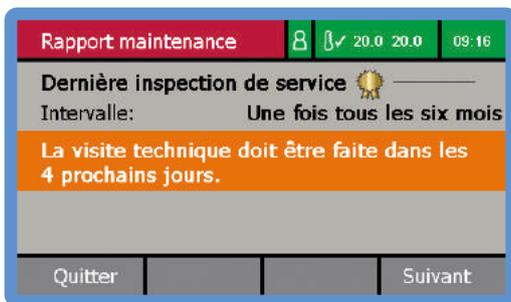 Rapport maintenance 20.0 20.0 09:16
Dernière inspection de service
Intervalle: Une fois tous les six mois
La visite technique doit être faite dans les
4 prochains jours.
Quitter Suivant